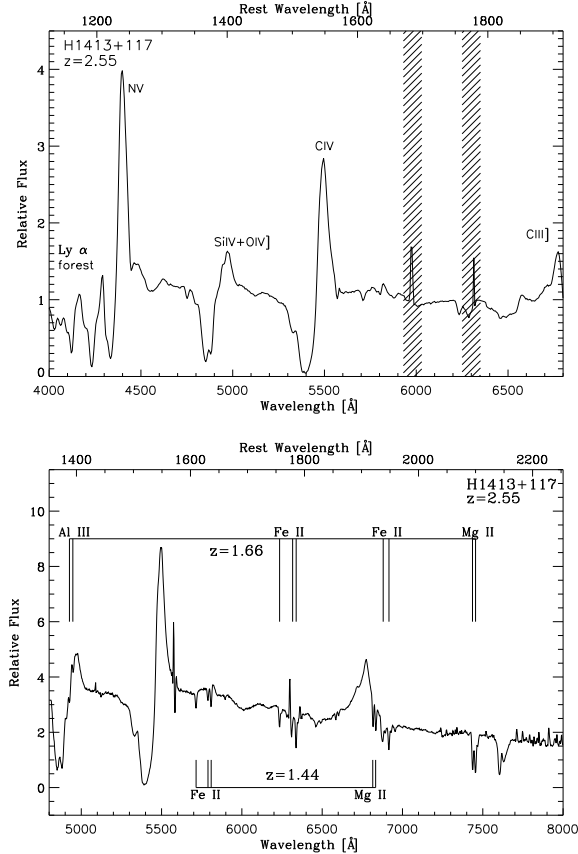 Rest Wavelength [Å]
1200 1400 1600 1800
H1413+117
z=2.55
NV
CIV
SiIV+OIV]
CIII]
Ly α
forest
Relative Flux
4
3
2
1
0
4000 4500 5000 5500 6000 6500
Wavelength [Å]
Rest Wavelength [Å]
1400 1600 1800 2000 2200
H1413+117
z=2.55
Al III Fe II Fe II Mg II
z=1.66
Relative Flux
10
8
6
4
2
0
z=1.44
Fe II Mg II
5000 5500 6000 6500 7000 7500 8000
Wavelength [Å]